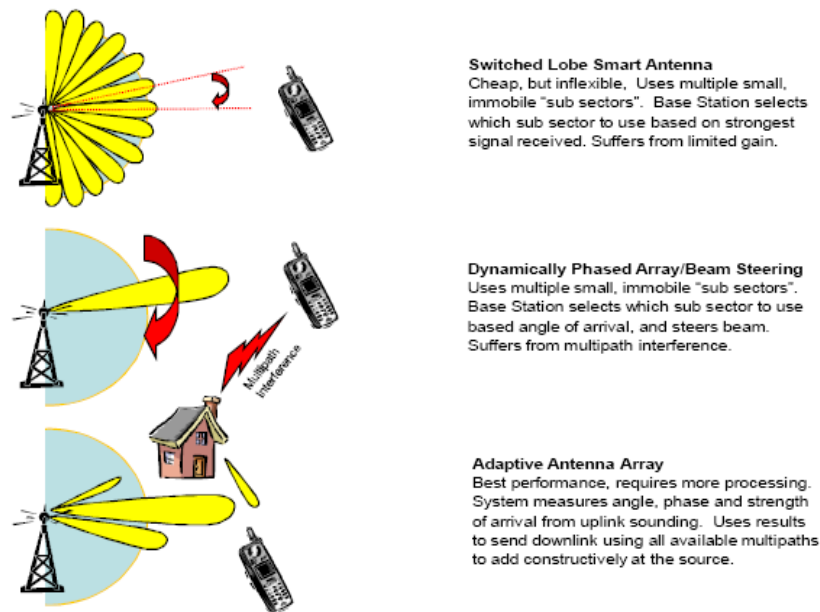 Switched Lobe Smart Antenna
Cheap, but inflexible, Uses multiple small,
immobile "sub sectors". Base Station selects
which sub sector to use based on strongest
signal received. Suffers from limited gain.
Dynamically Phased Array/Beam Steering
Uses multiple small, immobile "sub sectors".
Base Station selects which sub sector to use
based angle of arrival, and steers beam.
Suffers from multipath interference.
Multipath
Interference
Adaptive Antenna Array
Best performance, requires more processing.
System measures angle, phase and strength
of arrival from uplink sounding. Uses results
to send downlink using all available multipaths
to add constructively at the source.